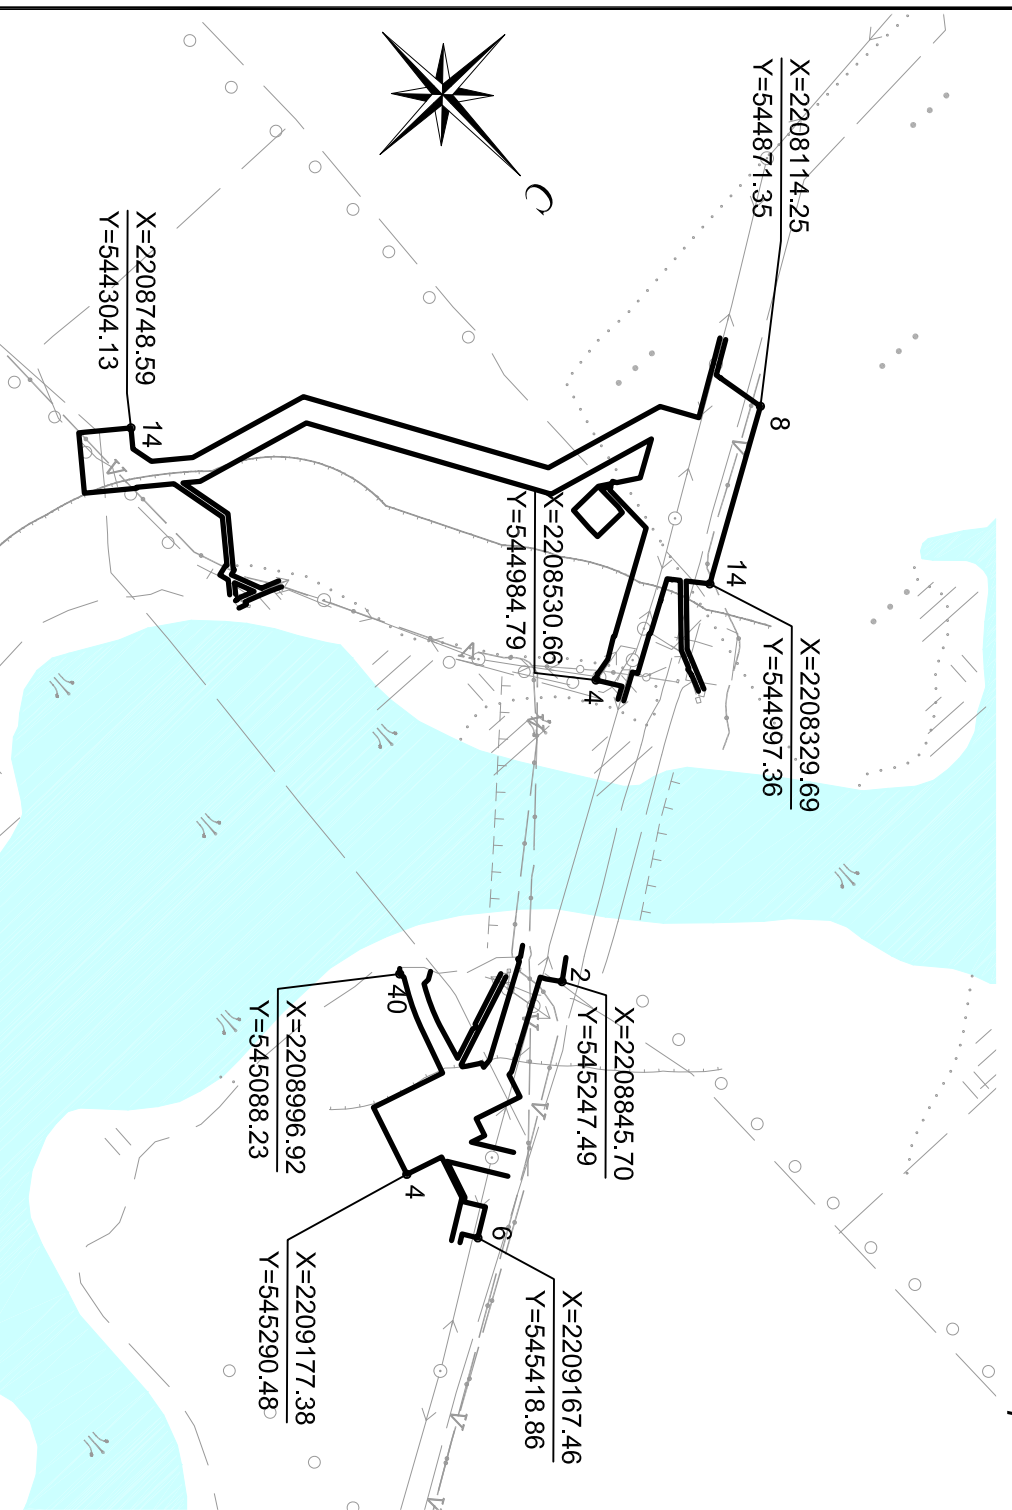 X=2208114.25
Y=544871.35
8
С
X=2208748.59
Y=544304.13
14
X=2208530.66
Y=544984.79
4
14
X=2208329.69
Y=544997.36
2
X=2208845.70
Y=545247.49
40
X=2208996.92
Y=545088.23
4
X=2209177.38
Y=545290.48
6
X=2209167.46
Y=545418.86